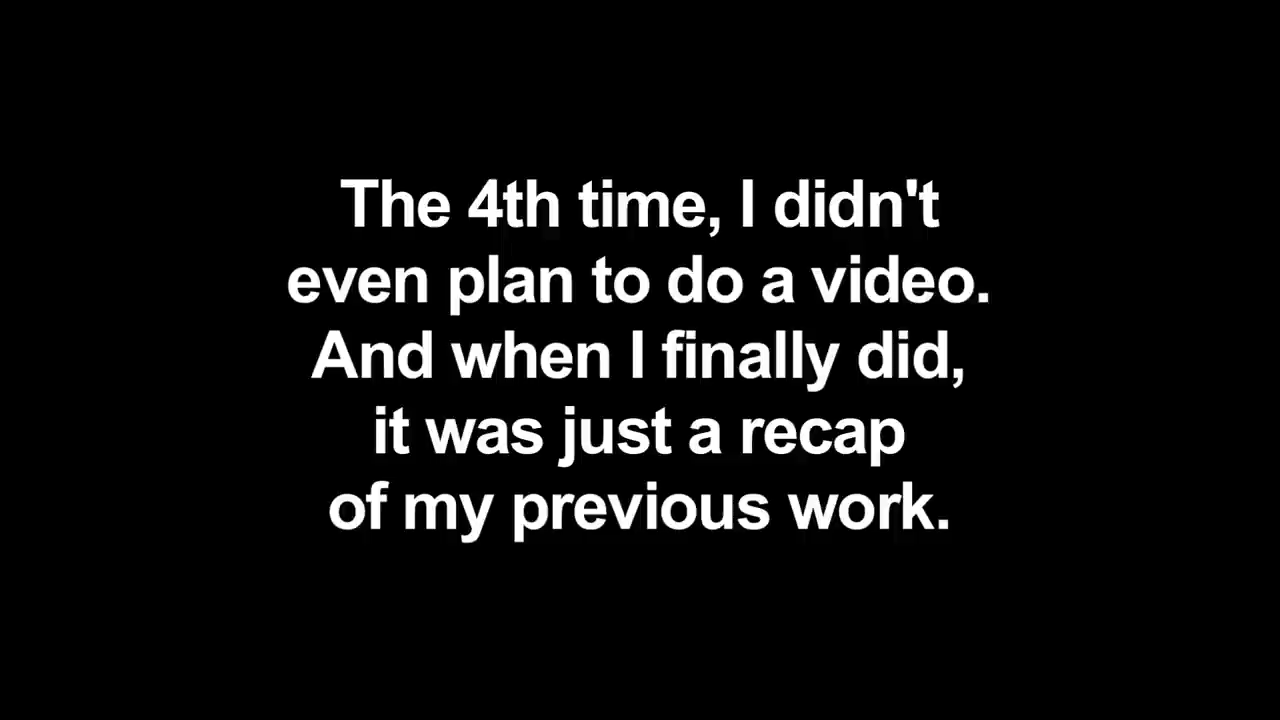 The 4th time, I didn't
even plan to do a video.
And when I finally did,
it was just a recap
of my previous work.